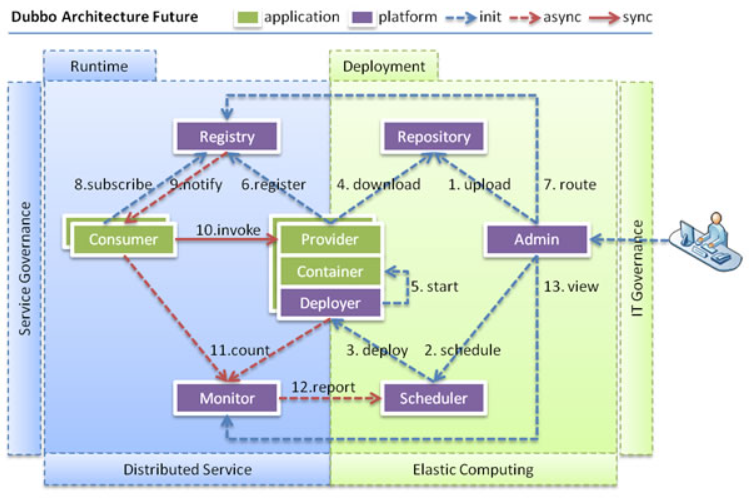 Dubbo Architecture Future
application
platform
init
async
sync
Runtime
Deployment
Registry
Repository
8.subscribe
9.notify
6.register
4. download
1. upload
7. route
Consumer
10.invoke
Provider
Admin
Container
Deployer
5. start
13. view
Service Governance
IT Governance
11.count
3. deploy
2. schedule
Monitor
12.report
Scheduler
Distributed Service
Elastic Computing